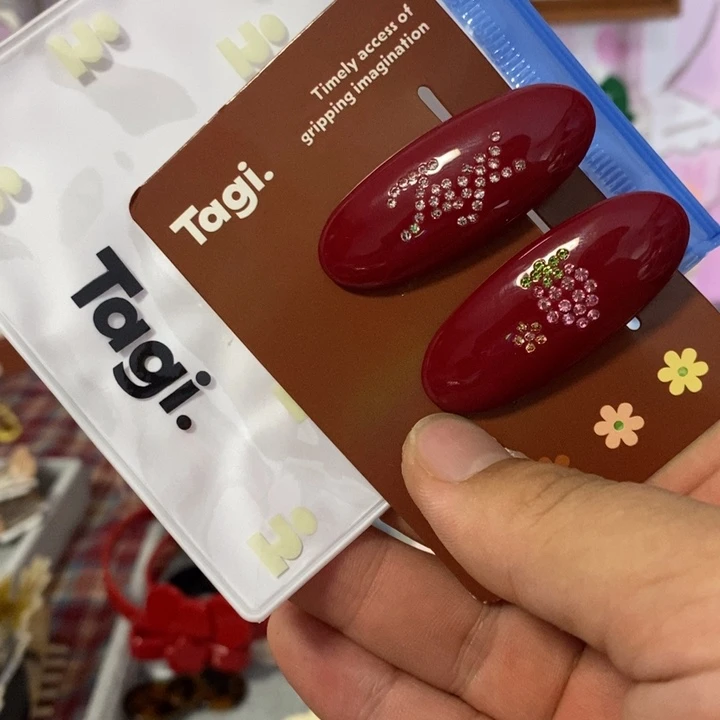 Timely access of
gripping imagination
Tagi.
Tagi.